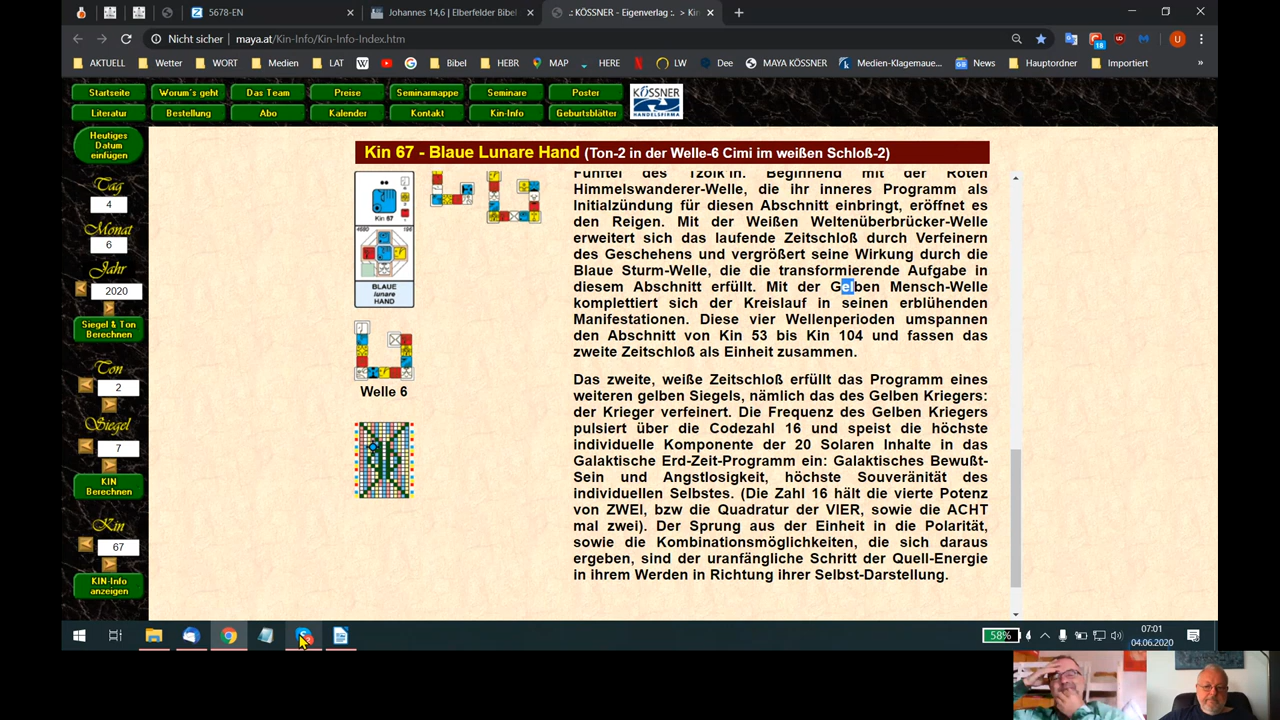 5678-EN
Johannes 14,6 | Elberfelder Bibel
.: KÖSSNER - Eigenverlag :. > Kin
Nicht sicher | maya.at/Kin-Info/Kin-Info-Index.htm
18
U
AKTUELL Wetter WORT Medien LAT W G Bibel HEBR MAP HERE LW Dee MAYA KÖSSNER Medien-Klagemaue... News Hauptordner Importiert »
Startseite Worum's geht Das Team Preise Seminarmappe Seminare Poster
Literatur Bestellung Abo Kalender Kontakt Kin-Info Geburtsblätter
KÖSSNER
HANDELSFIRMA
Heutiges
Datum
einfügen
Tag
4
Monat
6
Jahr
2020
Siegel & Ton
Berechnen
Ton
2
Siegel
7
KIN
Berechnen
Kin
67
KIN-Info
anzeigen
Kin 67 - Blaue Lunare Hand (Ton-2 in der Welle-6 Cimi im weißen Schloß-2)
Kin 67
BLAUE
lunare
HAND
Welle 6
Fünftel des Tzolk'in. Beginnend mit der Roten
Himmelswanderer-Welle, die ihr inneres Programm als
Initialzündung für diesen Abschnitt einbringt, eröffnet es
den Reigen. Mit der Weißen Weltenüberbrücker-Welle
erweitert sich das laufende Zeitschloß durch Verfeinern
des Geschehens und vergrößert seine Wirkung durch die
Blaue Sturm-Welle, die die transformierende Aufgabe in
diesem Abschnitt erfüllt. Mit der Gelben Mensch-Welle
komplettiert sich der Kreislauf in seinen erblühenden
Manifestationen. Diese vier Wellenperioden umspannen
den Abschnitt von Kin 53 bis Kin 104 und fassen das
zweite Zeitschloß als Einheit zusammen.
Das zweite, weiße Zeitschloß erfüllt das Programm eines
weiteren gelben Siegels, nämlich das des Gelben Kriegers:
der Krieger verfeinert. Die Frequenz des Gelben Kriegers
pulsiert über die Codezahl 16 und speist die höchste
individuelle Komponente der 20 Solaren Inhalte in das
Galaktische Erd-Zeit-Programm ein: Galaktisches Bewußt-
Sein und Angstlosigkeit, höchste Souveränität des
individuellen Selbstes. (Die Zahl 16 hält die vierte Potenz
von ZWEI, bzw die Quadratur der VIER, sowie die ACHT
mal zwei). Der Sprung aus der Einheit in die Polarität,
sowie die Kombinationsmöglichkeiten, die sich daraus
ergeben, sind der uranfängliche Schritt der Quell-Energie
in ihrem Werden in Richtung ihrer Selbst-Darstellung.
58%
07:01
04.06.2020